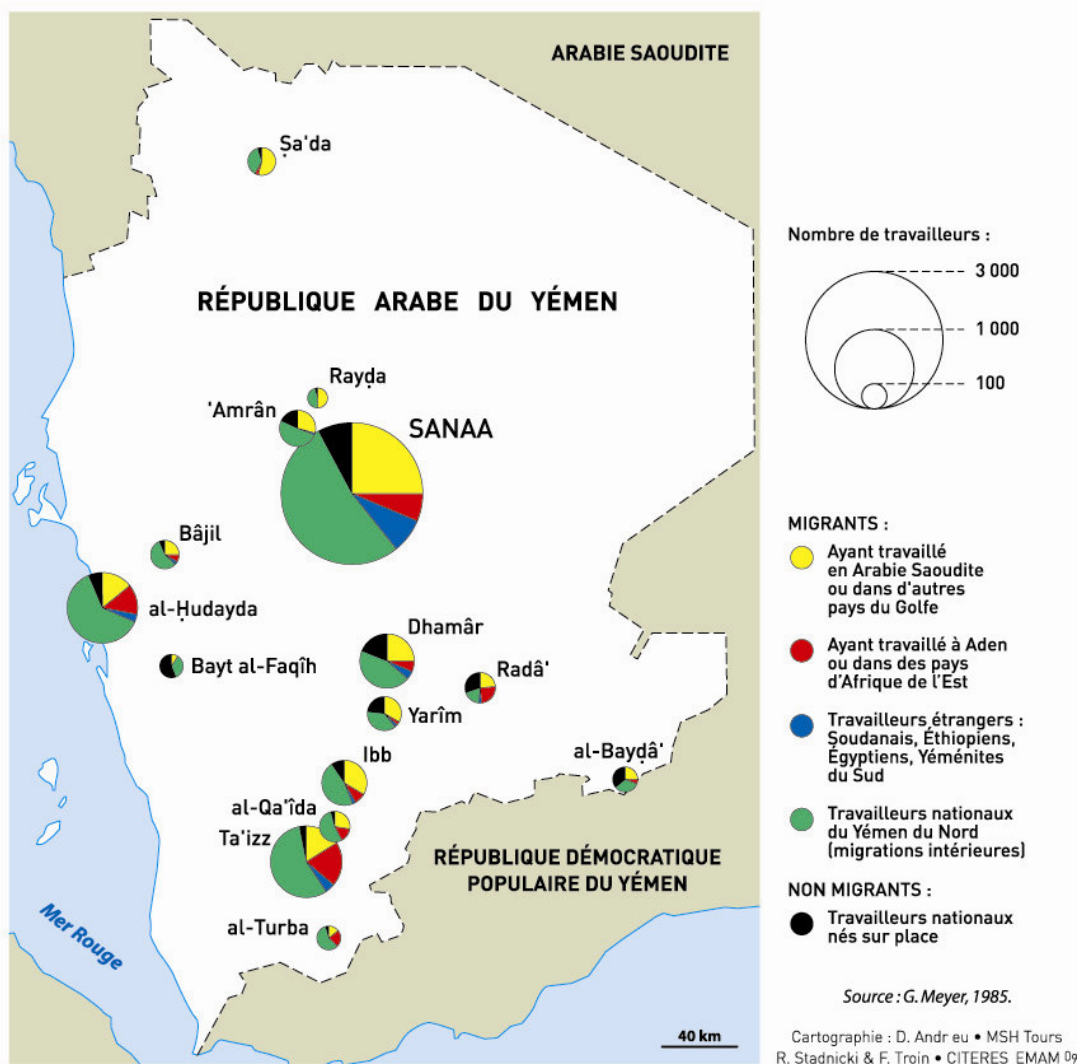 ARABIE SAOUDITE
Ṣa'da
RÉPUBLIQUE ARABE DU YÉMEN
Rayḍa
'Amrân
SANAA
Bâjil
al-Ḥudayda
Dhamâr
Bayt al-Faqîh
Radâ'
Yarîm
Ibb
al-Bayḍâ'
al-Qa'îda
Ta'izz
RÉPUBLIQUE DÉMOCRATIQUE
POPULAIRE DU YÉMEN
al-Turba
Mer Rouge
40 km
Nombre de travailleurs :
3 000
1 000
100
MIGRANTS :
Ayant travaillé
en Arabie Saoudite
ou dans d'autres
pays du Golfe
Ayant travaillé à Aden
ou dans des pays
d'Afrique de l'Est
Travailleurs étrangers :
Soudanais, Éthiopiens,
Égyptiens, Yéménites
du Sud
Travailleurs nationaux
du Yémen du Nord
(migrations intérieures)
NON MIGRANTS :
Travailleurs nationaux
nés sur place
Source : G. Meyer, 1985.
Cartographie : D. Andr eu • MSH Tours
R. Stadnicki & F. Troin • CITERES EMAM